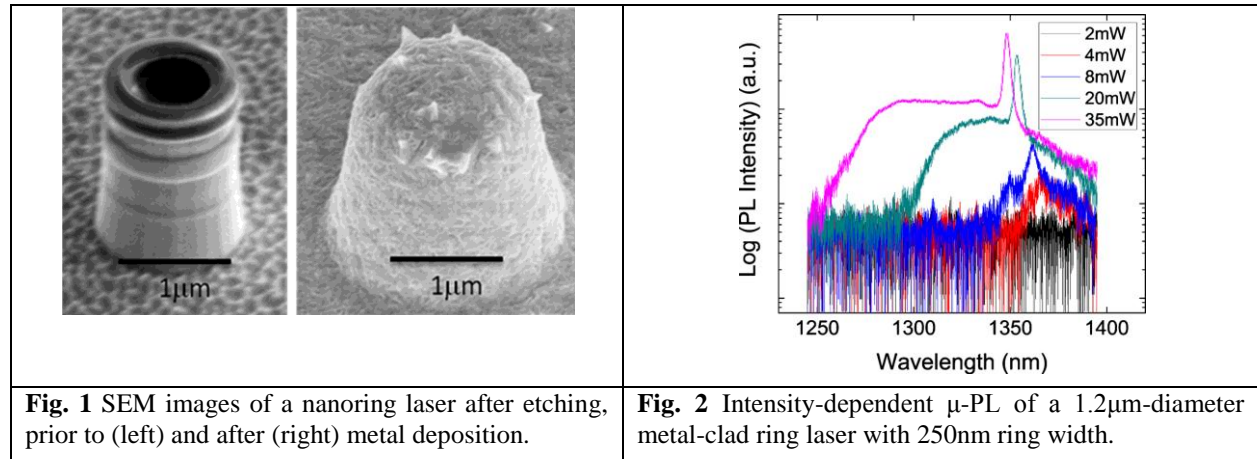 1μm
1μm
Log (PL Intensity) (a.u.)
2mW
4mW
8mW
20mW
35mW
1250 1300 1350 1400
Wavelength (nm)
Fig. 1 SEM images of a nanoring laser after etching,
prior to (left) and after (right) metal deposition.
Fig. 2 Intensity-dependent μ-PL of a 1.2μm-diameter
metal-clad ring laser with 250nm ring width.